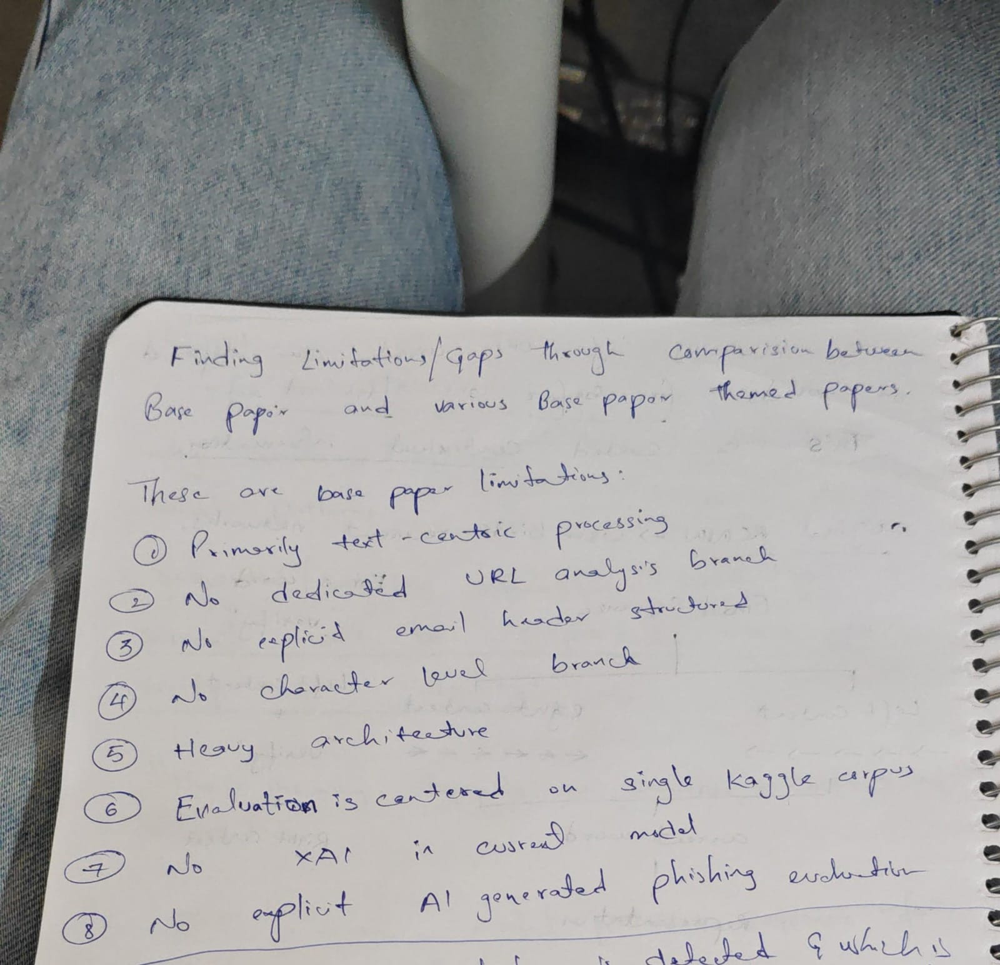 Finding Limitations/Gaps through Comparision between
Base papoir and various Base papoir themed papers.
These are base paper limitations:
① Primarily text-centric processing
② No dedicated URL analysis branch
③ No explicit email header structured
④ No character level branch
⑤ Heavy architecture
⑥ Evaluation is centered on single Kaggle corpus
⑦ No XAI in current model
⑧ No explicit AI generated phishing evaluation
is detected & which is